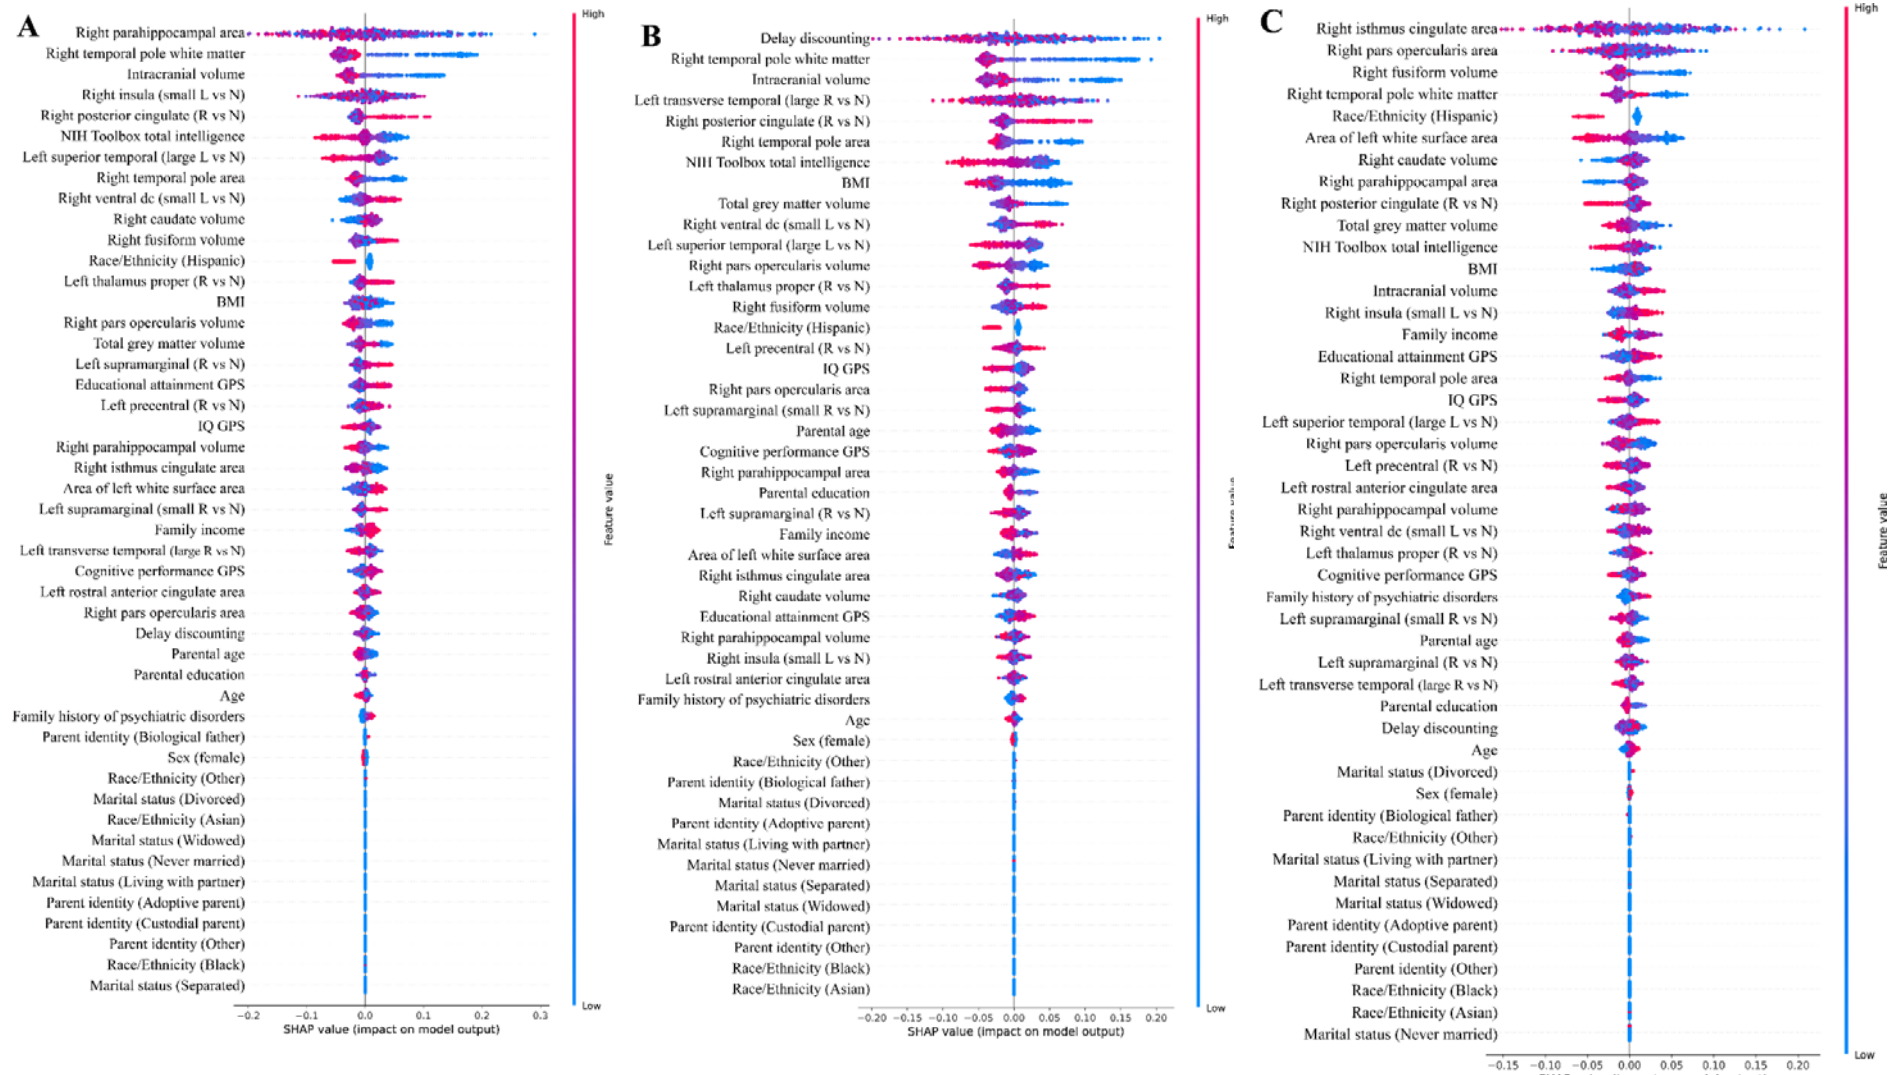 A
High
Right parahippocampal area
Right temporal pole white matter
Intracranial volume
Right insula (small L vs N)
Right posterior cingulate (R vs N)
NIH Toolbox total intelligence
Left superior temporal (large L vs N)
Right temporal pole area
Right ventral dc (small L vs N)
Right caudate volume
Right fusiform volume
Race/Ethnicity (Hispanic)
Left thalamus proper (R vs N)
BMI
Right pars opercularis volume
Total grey matter volume
Left supramarginal (R vs N)
Educational attainment GPS
Left precentral (R vs N)
IQ GPS
Right parahippocampal volume
Right isthmus cingulate area
Area of left white surface area
Left supramarginal (small R vs N)
Family income
Left transverse temporal (large R vs N)
Cognitive performance GPS
Left rostral anterior cingulate area
Right pars opercularis area
Delay discounting
Parental age
Parental education
Age
Family history of psychiatric disorders
Parent identity (Biological father)
Sex (female)
Race/Ethnicity (Other)
Marital status (Divorced)
Race/Ethnicity (Asian)
Marital status (Widowed)
Marital status (Never married)
Marital status (Living with partner)
Parent identity (Adoptive parent)
Parent identity (Custodial parent)
Parent identity (Other)
Race/Ethnicity (Black)
Marital status (Separated)
Low
−0.2 −0.1 0.0 0.1 0.2 0.3
SHAP value (impact on model output)
Feature value
B
High
Delay discounting
Right temporal pole white matter
Intracranial volume
Left transverse temporal (large R vs N)
Right posterior cingulate (R vs N)
Right temporal pole area
NIH Toolbox total intelligence
BMI
Total grey matter volume
Right ventral dc (small L vs N)
Left superior temporal (large L vs N)
Right pars opercularis volume
Left thalamus proper (R vs N)
Right fusiform volume
Race/Ethnicity (Hispanic)
Left precentral (R vs N)
IQ GPS
Right pars opercularis area
Left supramarginal (small R vs N)
Parental age
Cognitive performance GPS
Right parahippocampal area
Parental education
Left supramarginal (R vs N)
Family income
Area of left white surface area
Right isthmus cingulate area
Right caudate volume
Educational attainment GPS
Right parahippocampal volume
Right insula (small L vs N)
Left rostral anterior cingulate area
Family history of psychiatric disorders
Age
Sex (female)
Race/Ethnicity (Other)
Parent identity (Biological father)
Marital status (Divorced)
Parent identity (Adoptive parent)
Marital status (Living with partner)
Marital status (Never married)
Marital status (Separated)
Marital status (Widowed)
Parent identity (Custodial parent)
Parent identity (Other)
Race/Ethnicity (Black)
Race/Ethnicity (Asian)
Low
−0.20 −0.15 −0.10 −0.05 0.00 0.05 0.10 0.15 0.20
SHAP value (impact on model output)
Feature value
C
High
Right isthmus cingulate area
Right pars opercularis area
Right fusiform volume
Right temporal pole white matter
Race/Ethnicity (Hispanic)
Area of left white surface area
Right caudate volume
Right parahippocampal area
Right posterior cingulate (R vs N)
Total grey matter volume
NIH Toolbox total intelligence
BMI
Intracranial volume
Right insula (small L vs N)
Family income
Educational attainment GPS
Right temporal pole area
IQ GPS
Left superior temporal (large L vs N)
Right pars opercularis volume
Left precentral (R vs N)
Left rostral anterior cingulate area
Right parahippocampal volume
Right ventral dc (small L vs N)
Left thalamus proper (R vs N)
Cognitive performance GPS
Family history of psychiatric disorders
Left supramarginal (small R vs N)
Parental age
Left supramarginal (R vs N)
Left transverse temporal (large R vs N)
Parental education
Delay discounting
Age
Marital status (Divorced)
Sex (female)
Parent identity (Biological father)
Race/Ethnicity (Other)
Marital status (Living with partner)
Marital status (Separated)
Marital status (Widowed)
Parent identity (Adoptive parent)
Parent identity (Custodial parent)
Parent identity (Other)
Race/Ethnicity (Black)
Race/Ethnicity (Asian)
Marital status (Never married)
Low
−0.15 −0.10 −0.05 0.00 0.05 0.10 0.15 0.20
Feature value